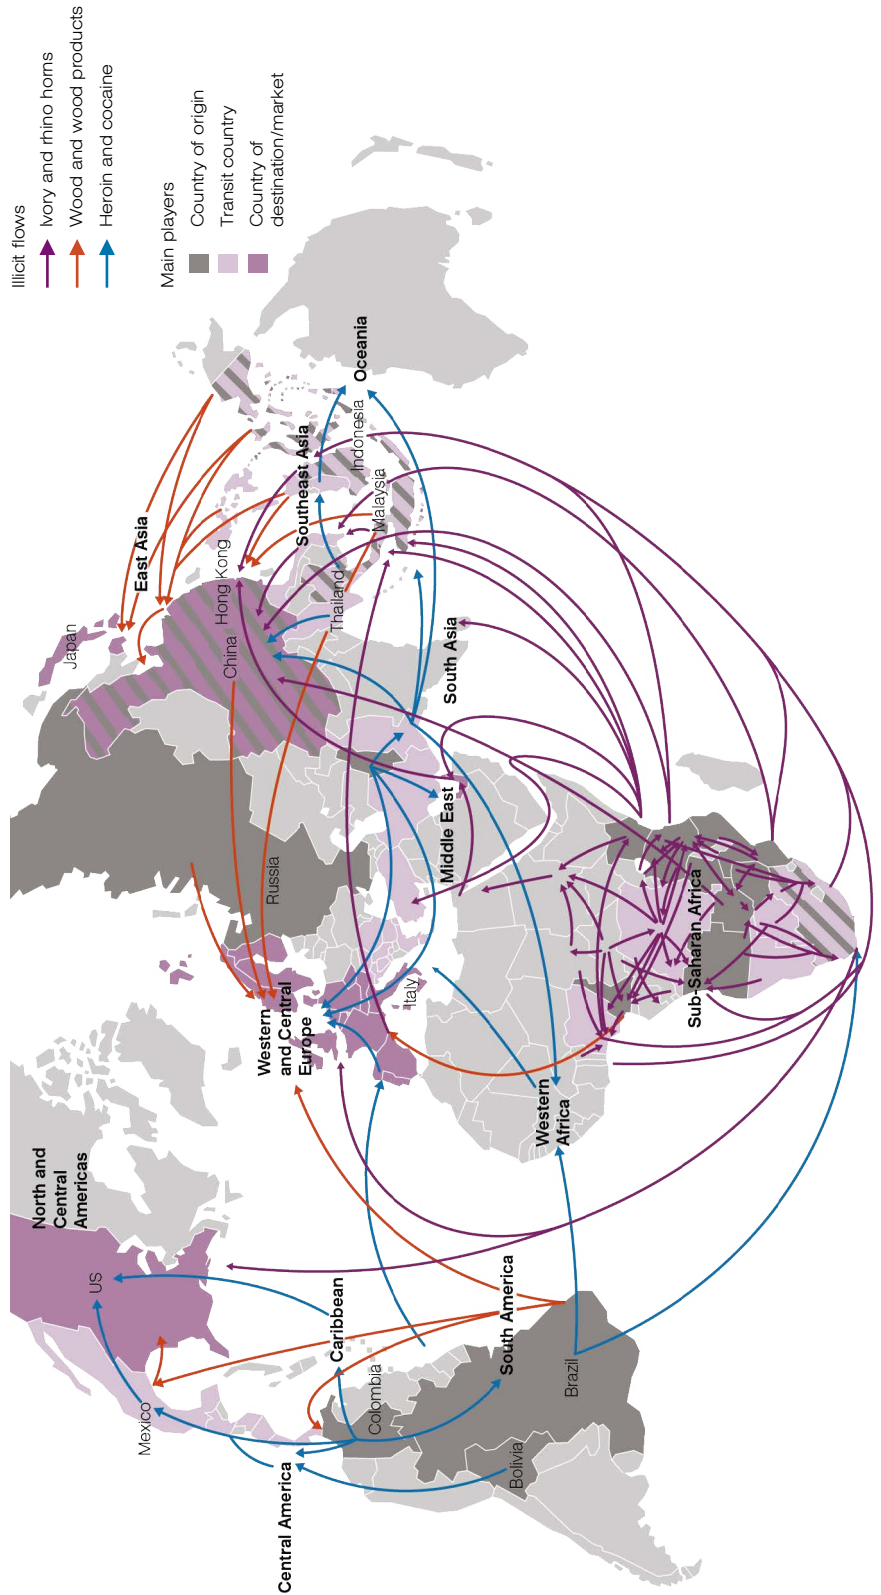 Illicit flows
Ivory and rhino horns
Wood and wood products
Heroin and cocaine
Main players
Country of origin
Transit country
Country of
destination/market
North and
Central
Americas
US
Mexico
Central America
Caribbean
Colombia
South America
Bolivia
Brazil
Western
and Central
Europe
Italy
Russia
Western
Africa
Sub-Saharan Africa
Middle East
South Asia
China
Hong Kong
Japan
East Asia
Thailand
Southeast Asia
Malaysia
Indonesia
Oceania